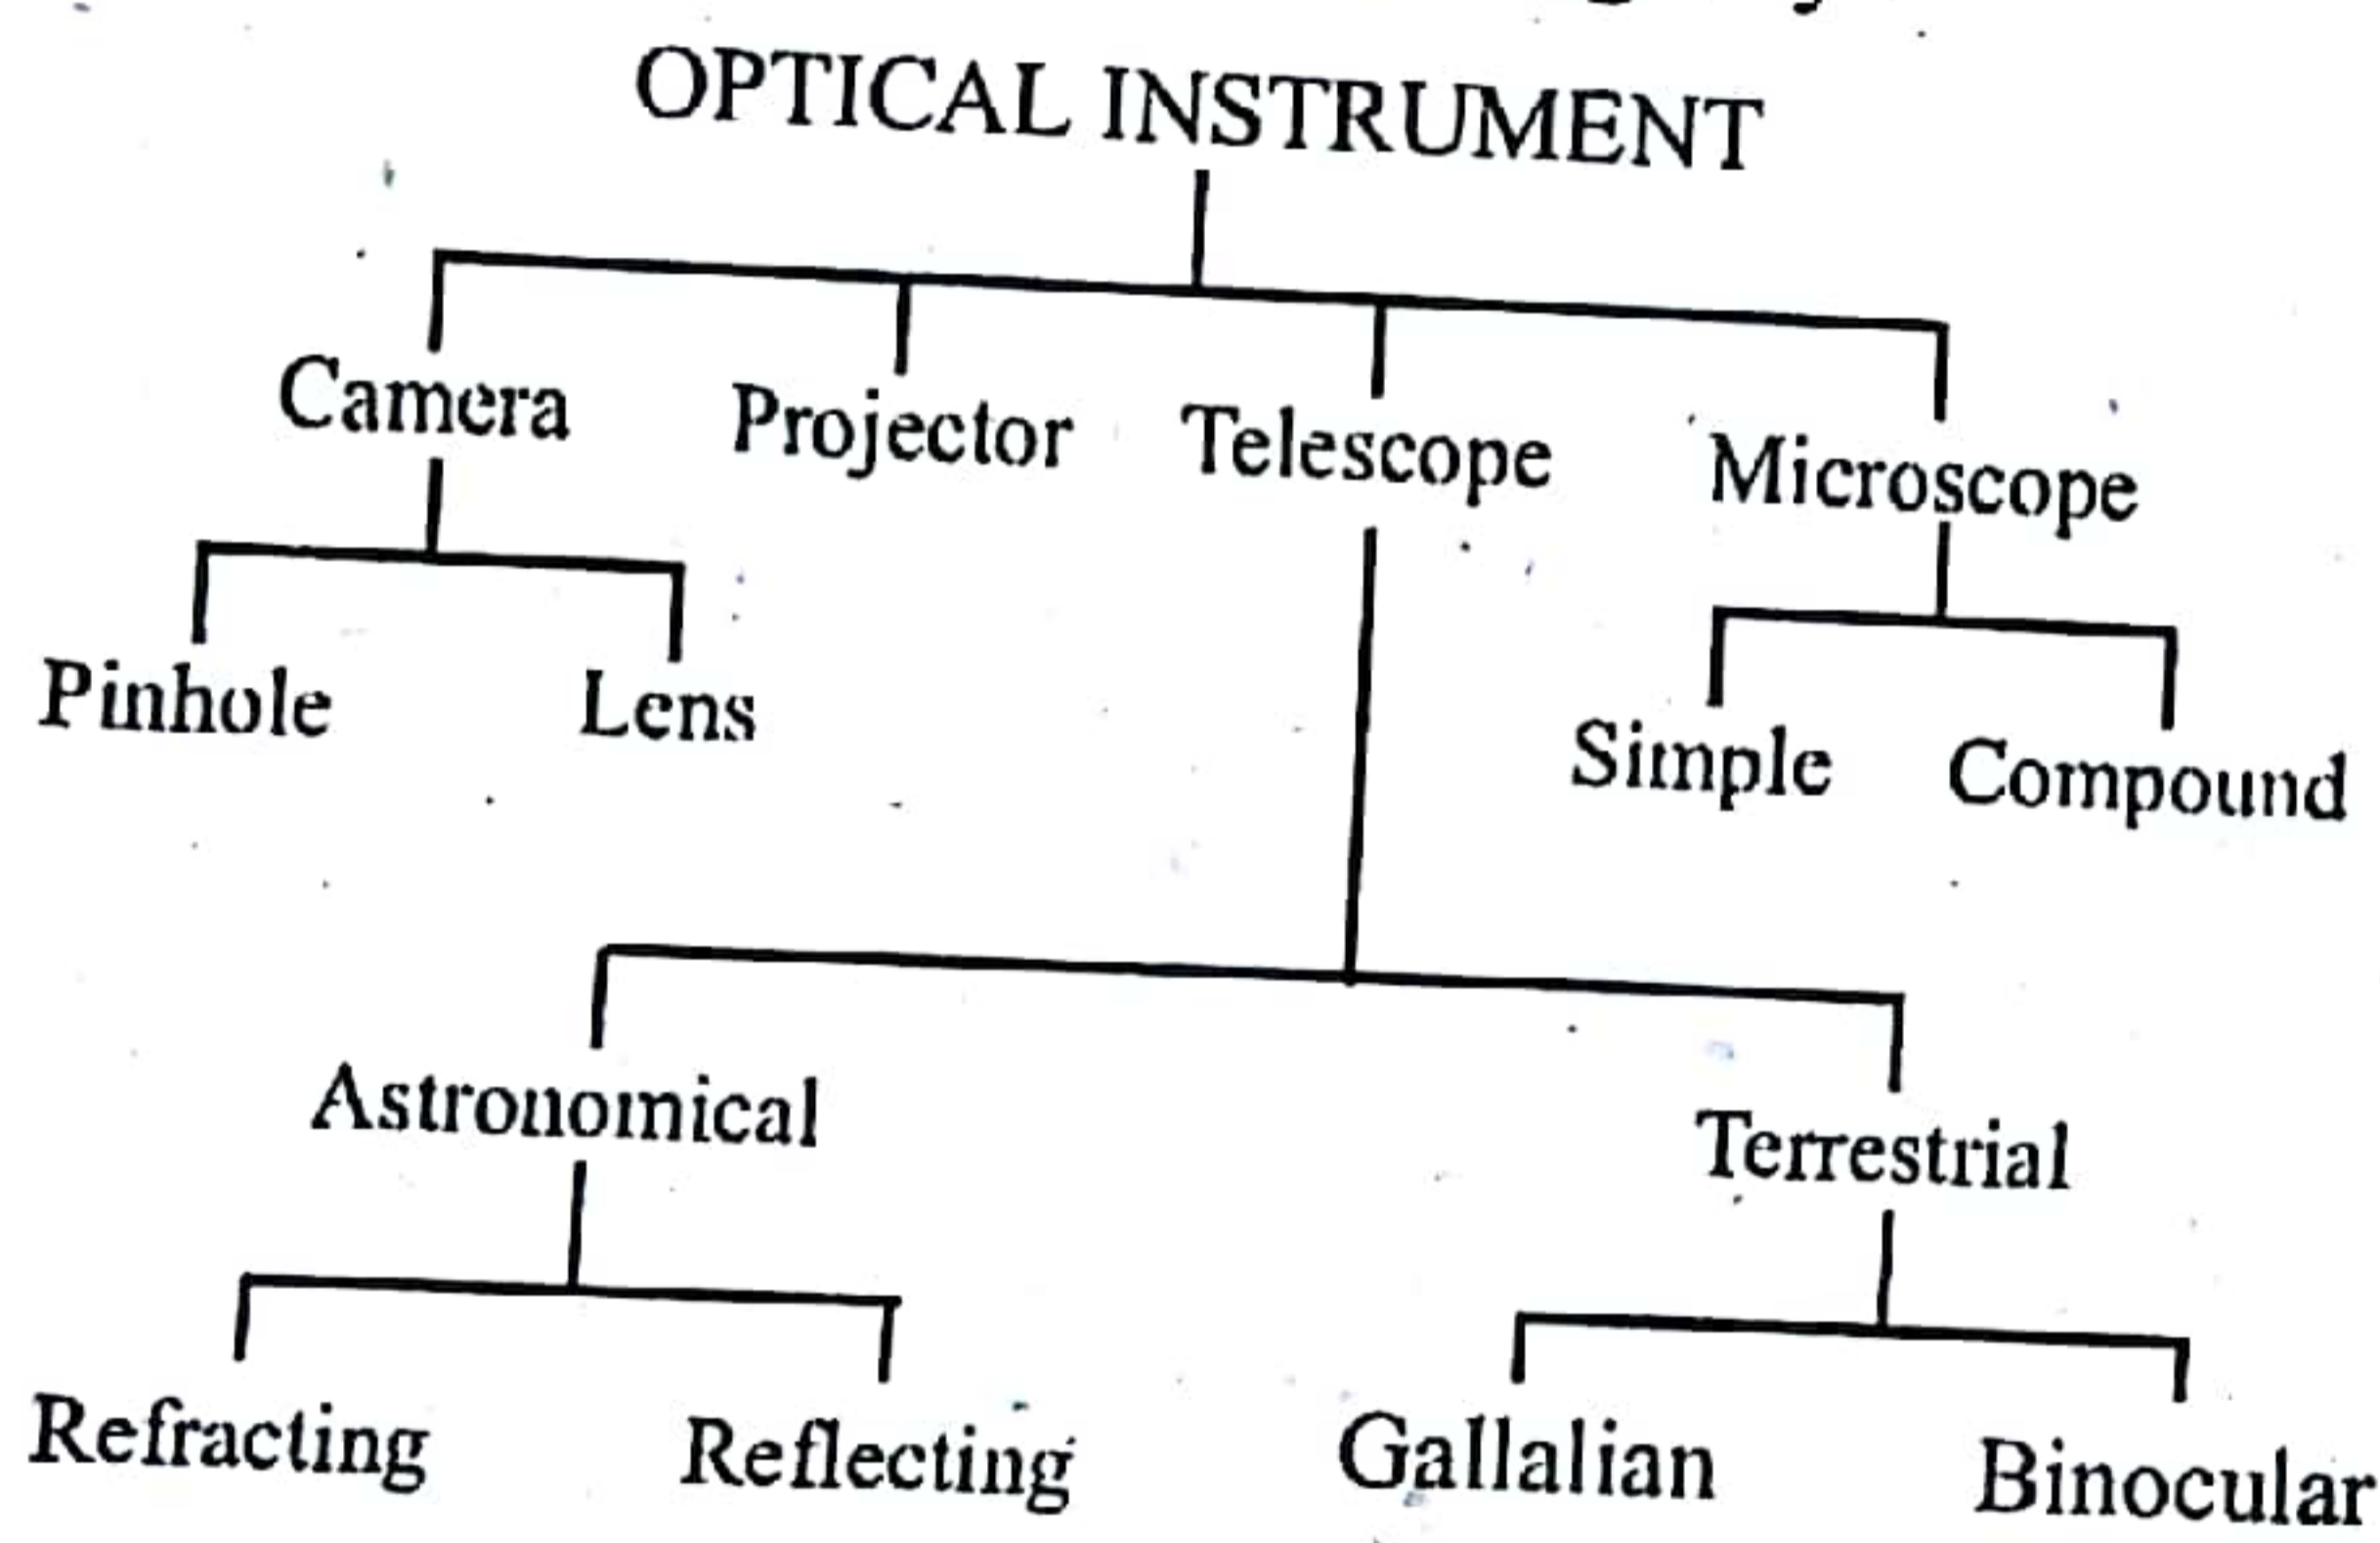 OPTICAL INSTRUMENT
Camera Projector Telescope Microscope
Pinhole Lens Simple Compound
Astronomical Terrestrial
Refracting Reflecting Gallalian Binocular